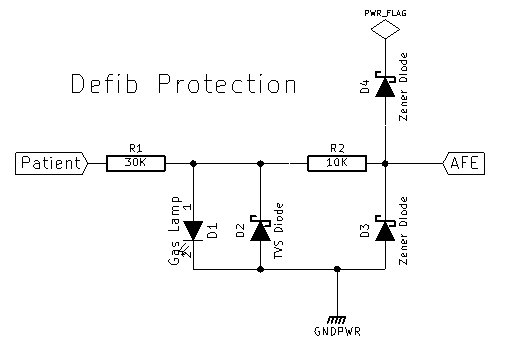 PWR_FLAG
Defib Protection
D4
Zener DIode
Patient
R1
30K
R2
10K
AFE
Gas Lamp
1
2
D1
D2
TVS Diode
D3
Zener DIode
GNDPWR